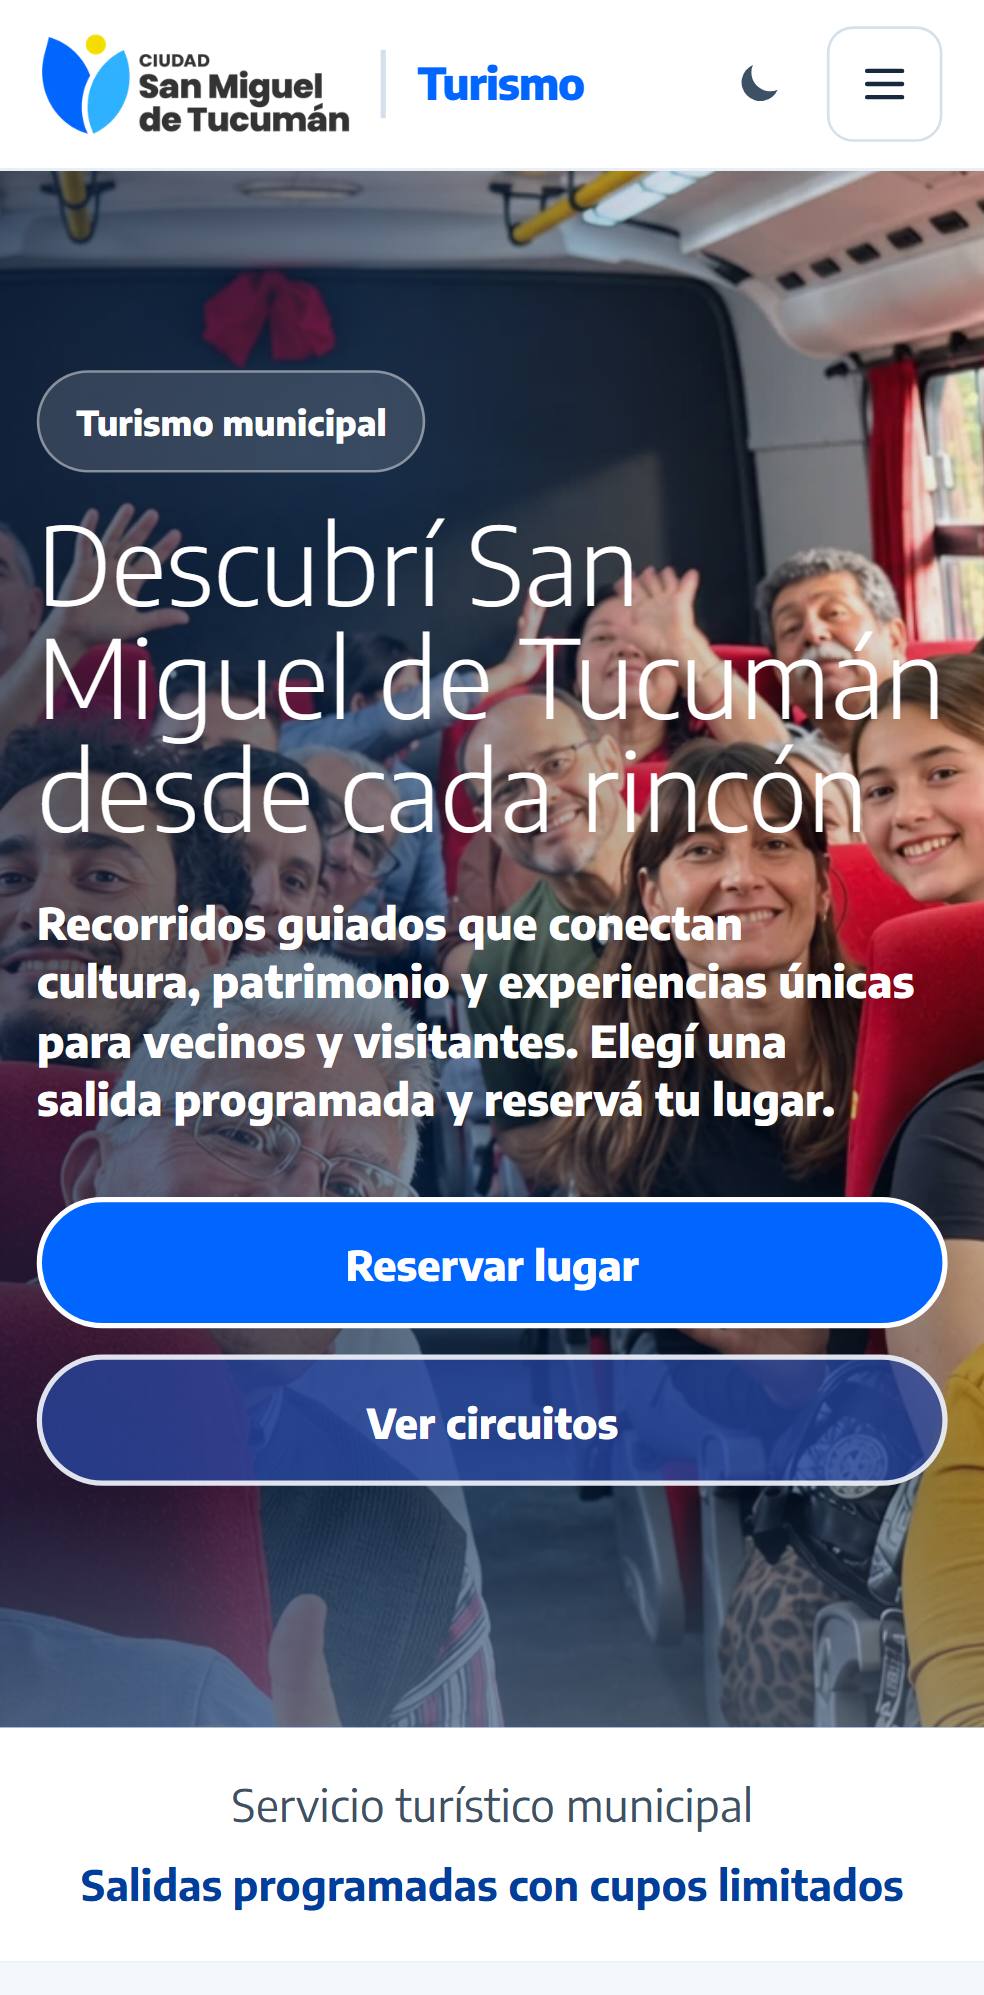 CIUDAD
San Miguel
de Tucumán
Turismo
Turismo municipal
Descubrí San
Miguel de Tucumán
desde cada rincón
Recorridos guiados que conectan
cultura, patrimonio y experiencias únicas
para vecinos y visitantes. Elegí una
salida programada y reservá tu lugar.
Reservar lugar
Ver circuitos
Servicio turístico municipal
Salidas programadas con cupos limitados